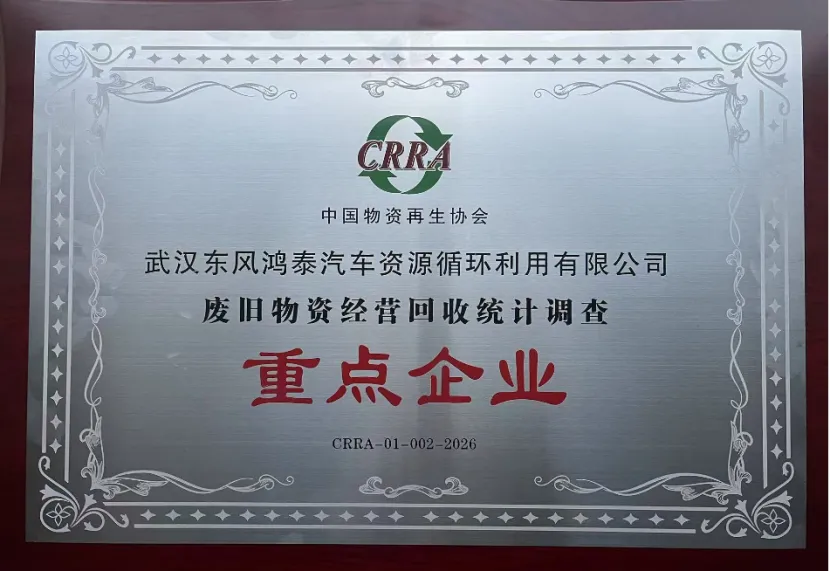 CRRA
中国物资再生协会
武汉东风鸿泰汽车资源循环利用有限公司
废旧物资经营回收统计调查
重点企业
CRRA-01-002-2026